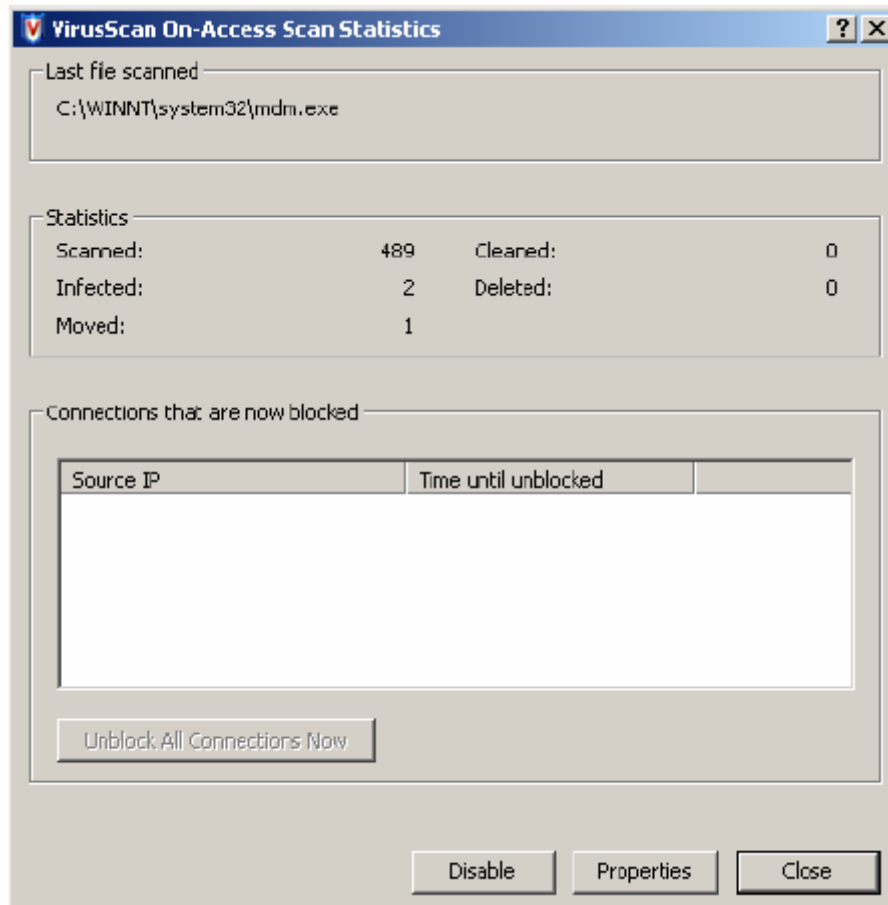 VirusScan On-Access Scan Statistics
Last file scanned
C:\WINNT\system32\mdm.exe
Statistics
Scanned: 489 Cleaned: 0
Infected: 2 Deleted: 0
Moved: 1
Connections that are now blocked
Source IP Time until unblocked
Unblock All Connections Now
Disable Properties Close